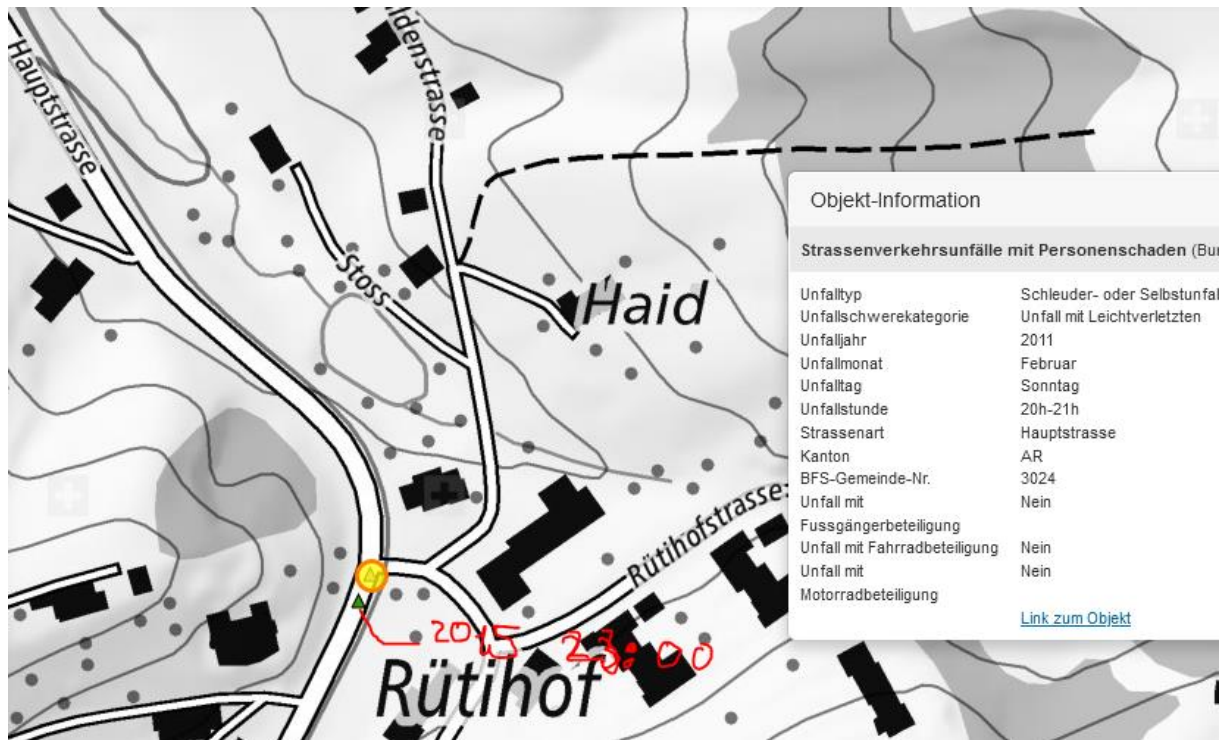 Hauptstrasse
ldenstrasse
Stoss
Haid
Objekt-Information
Strassenverkehrsunfälle mit Personenschaden (Bu
Unfalltyp Schleuder- oder Selbstunfal
Unfallschwerekategorie Unfall mit Leichtverletzten
Unfalljahr 2011
Unfallmonat Februar
Unfalltag Sonntag
Unfallstunde 20h-21h
Strassenart Hauptstrasse
Kanton AR
BFS-Gemeinde-Nr. 3024
Unfall mit Nein
Fussgängerbeteiligung
Unfall mit Fahrradbeteiligung Nein
Unfall mit Nein
Motorradbeteiligung
Link zum Objekt
Rütihofstrasse
2015 23:00
Rütihof